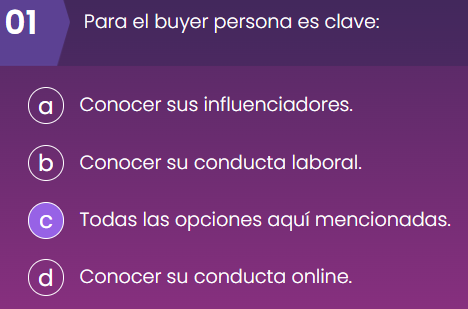 01
Para el buyer persona es clave:
a
Conocer sus influenciadores.
b
Conocer su conducta laboral.
c
Todas las opciones aquí mencionadas.
d
Conocer su conducta online.